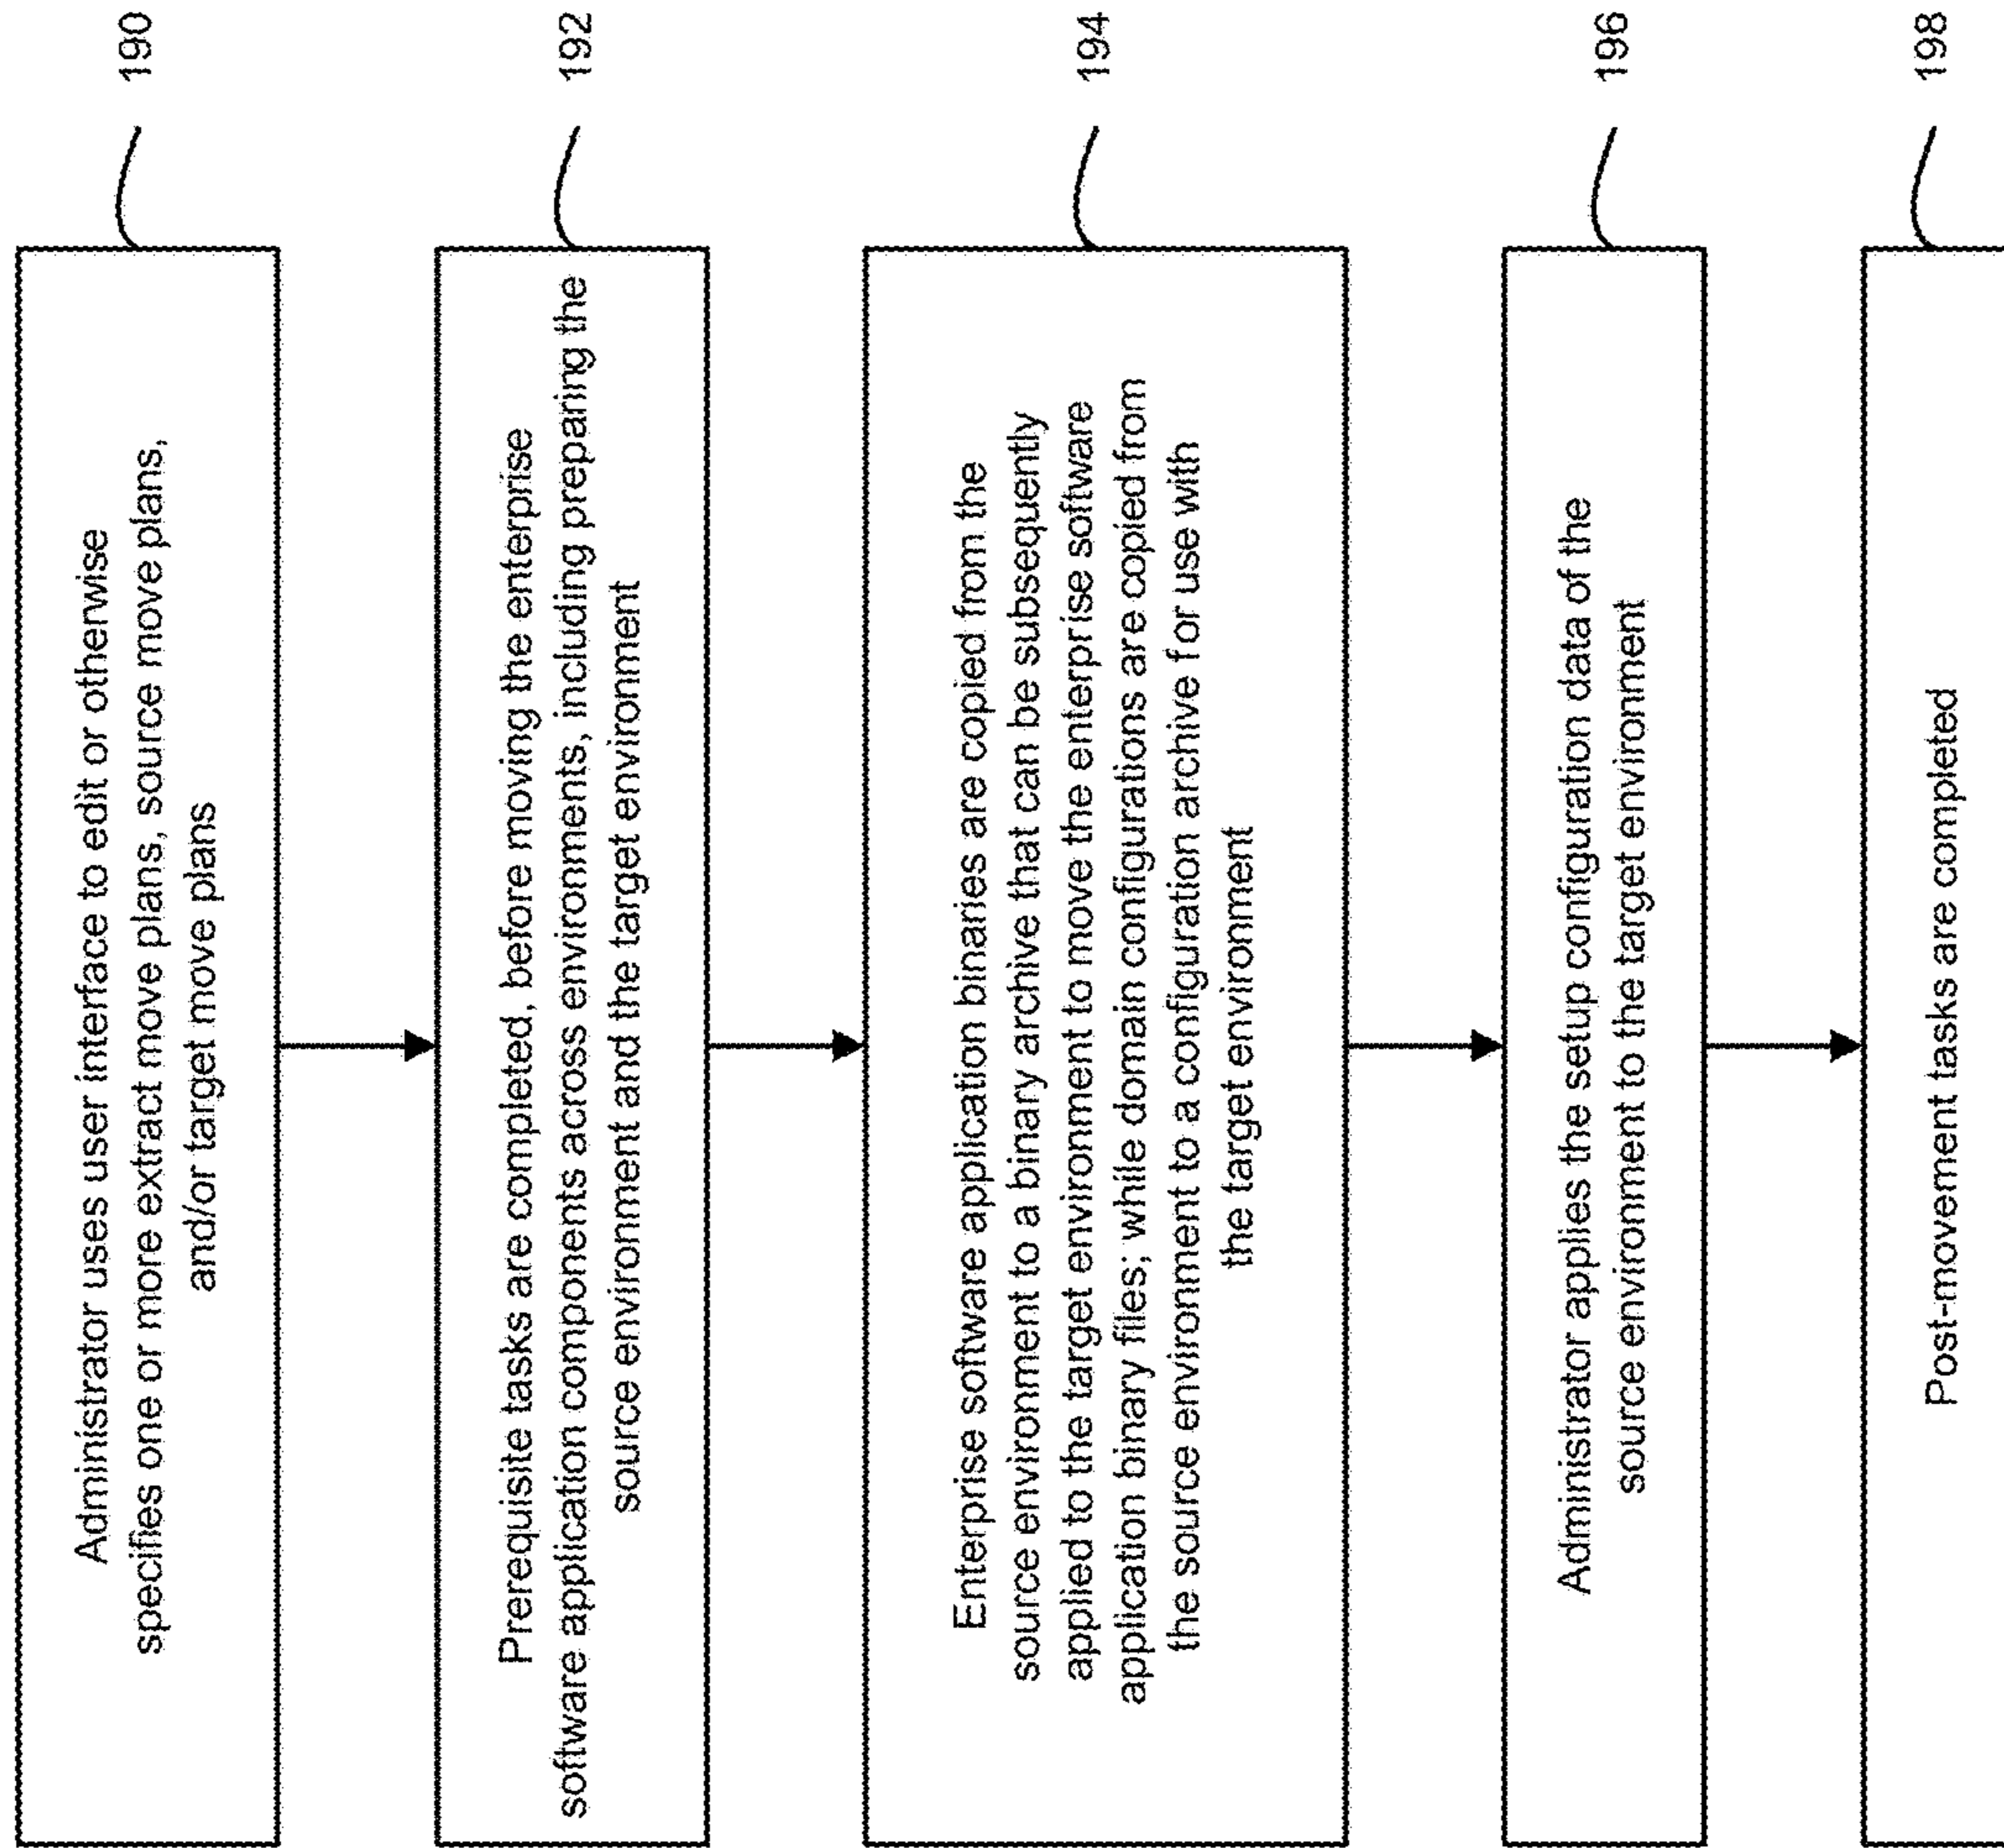 Administrator uses user interface to edit or otherwise
specifies one or more extract move plans, source move plans,
and/or target move plans
190
Prerequisite tasks are completed, before moving the enterprise
software application components across environments, including preparing the
source environment and the target environment
192
Enterprise software application binaries are copied from the
source environment to a binary archive that can be subsequently
applied to the target environment to move the enterprise software
application binary files; while domain configurations are copied from
the source environment to a configuration archive for use with
the target environment
194
Administrator applies the setup configuration data of the
source environment to the target environment
196
Post-movement tasks are completed
198